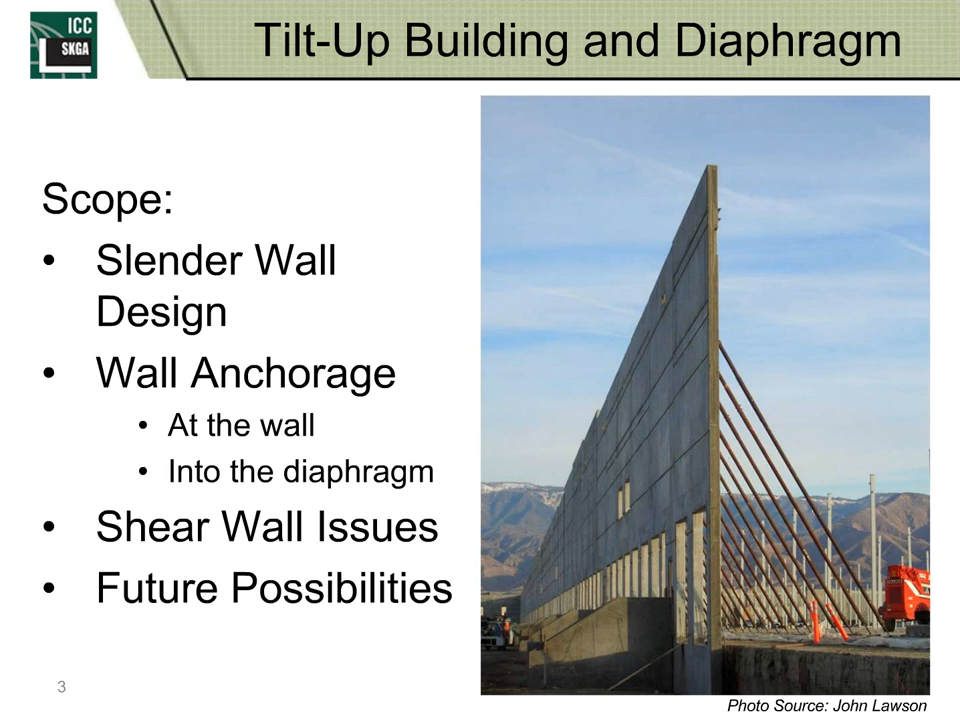 ICC
SKGA
Tilt-Up Building and Diaphragm
Scope:
• Slender Wall
Design
• Wall Anchorage
• At the wall
• Into the diaphragm
• Shear Wall Issues
• Future Possibilities
3
Photo Source: John Lawson